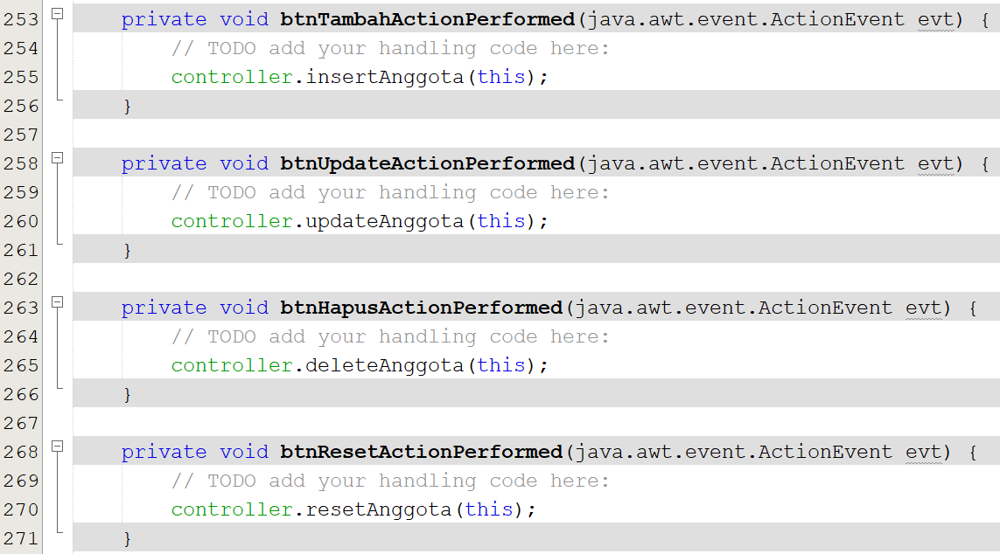 253 private void btnTambahActionPerformed(java.awt.event.ActionEvent evt) {
254 // TODO add your handling code here:
255 controller.insertAnggota(this);
256 }
257
258 private void btnUpdateActionPerformed(java.awt.event.ActionEvent evt) {
259 // TODO add your handling code here:
260 controller.updateAnggota(this);
261 }
262
263 private void btnHapusActionPerformed(java.awt.event.ActionEvent evt) {
264 // TODO add your handling code here:
265 controller.deleteAnggota(this);
266 }
267
268 private void btnResetActionPerformed(java.awt.event.ActionEvent evt) {
269 // TODO add your handling code here:
270 controller.resetAnggota(this);
271 }